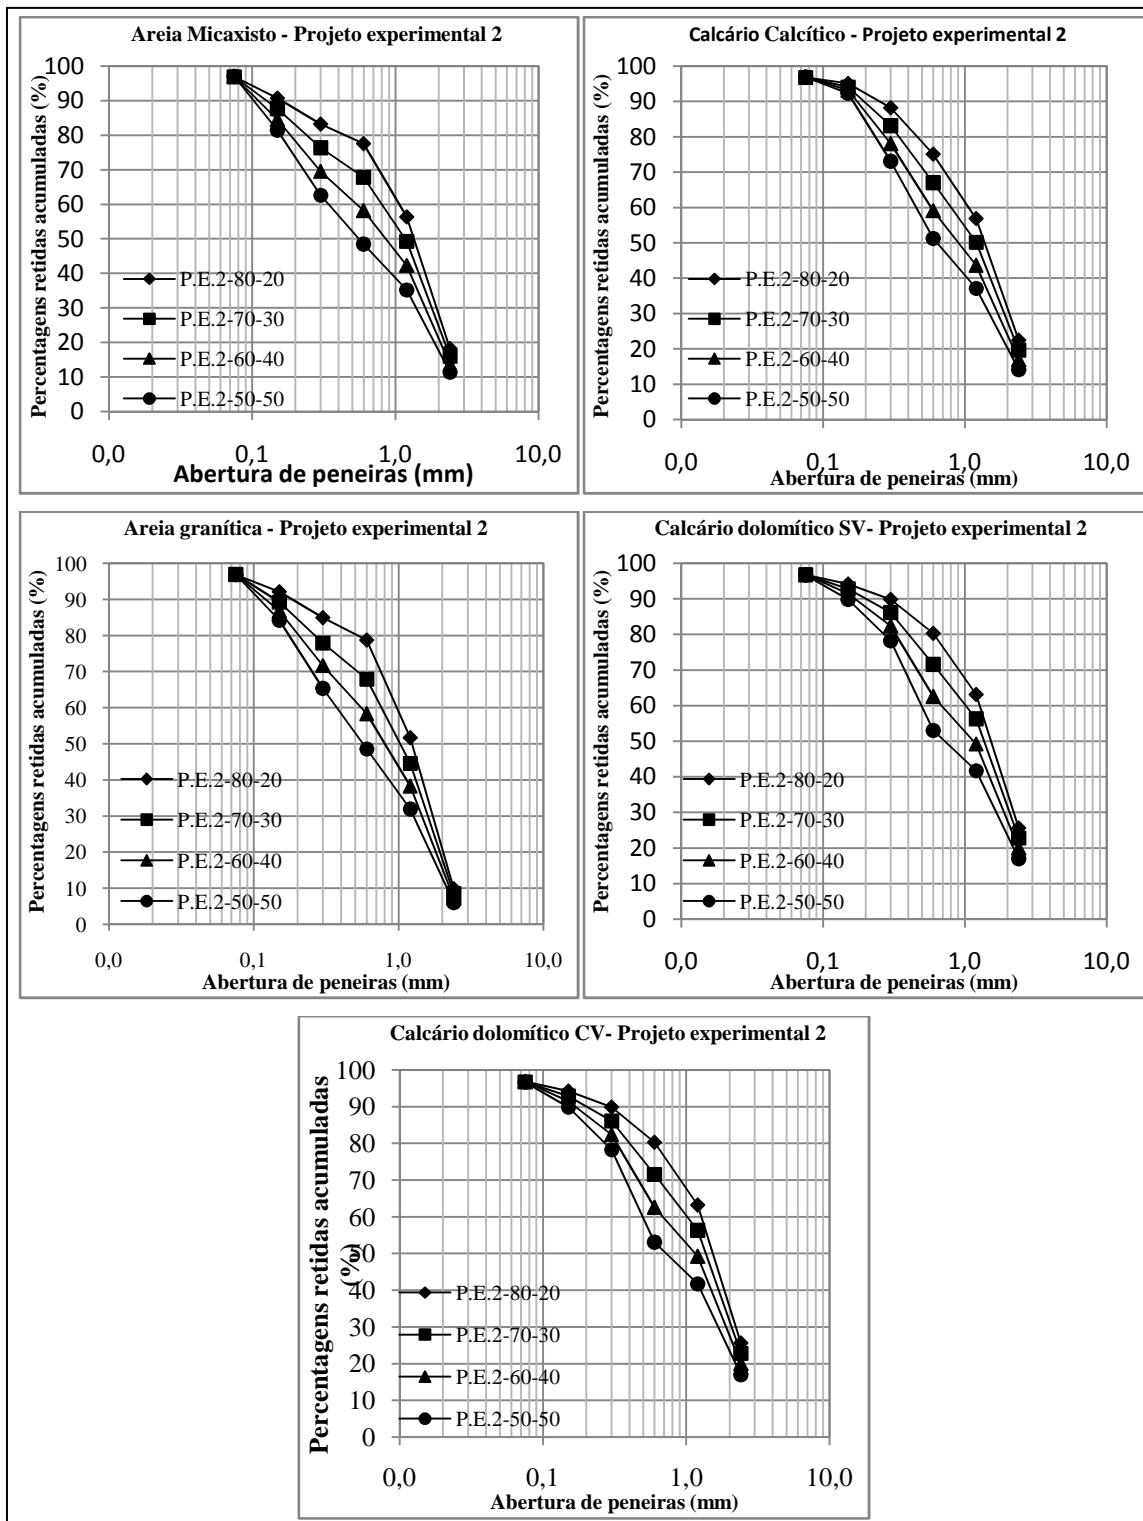 Areia Micaxisto - Projeto experimental 2
Percentagens retidas acumuladas (%)
100
90
80
70
60
50
40
30
20
10
0
P.E.2-80-20
P.E.2-70-30
P.E.2-60-40
P.E.2-50-50
0,0 0,1 1,0 10,0
Abertura de peneiras (mm)
Calcário Calcítico - Projeto experimental 2
Percentagens retidas acumuladas (%)
100
90
80
70
60
50
40
30
20
10
0
P.E.2-80-20
P.E.2-70-30
P.E.2-60-40
P.E.2-50-50
0,0 0,1 1,0 10,0
Abertura de peneiras (mm)
Areia granítica - Projeto experimental 2
Percentagens retidas acumuladas (%)
100
90
80
70
60
50
40
30
20
10
0
P.E.2-80-20
P.E.2-70-30
P.E.2-60-40
P.E.2-50-50
0,0 0,1 1,0 10,0
Abertura de peneiras (mm)
Calcário dolomítico SV- Projeto experimental 2
Percentagens retidas acumuladas (%)
100
90
80
70
60
50
40
30
20
10
0
P.E.2-80-20
P.E.2-70-30
P.E.2-60-40
P.E.2-50-50
0,0 0,1 1,0 10,0
Abertura de peneiras (mm)
Calcário dolomítico CV- Projeto experimental 2
Percentagens retidas acumuladas
(%)
100
90
80
70
60
50
40
30
20
10
0
P.E.2-80-20
P.E.2-70-30
P.E.2-60-40
P.E.2-50-50
0,0 0,1 1,0 10,0
Abertura de peneiras (mm)